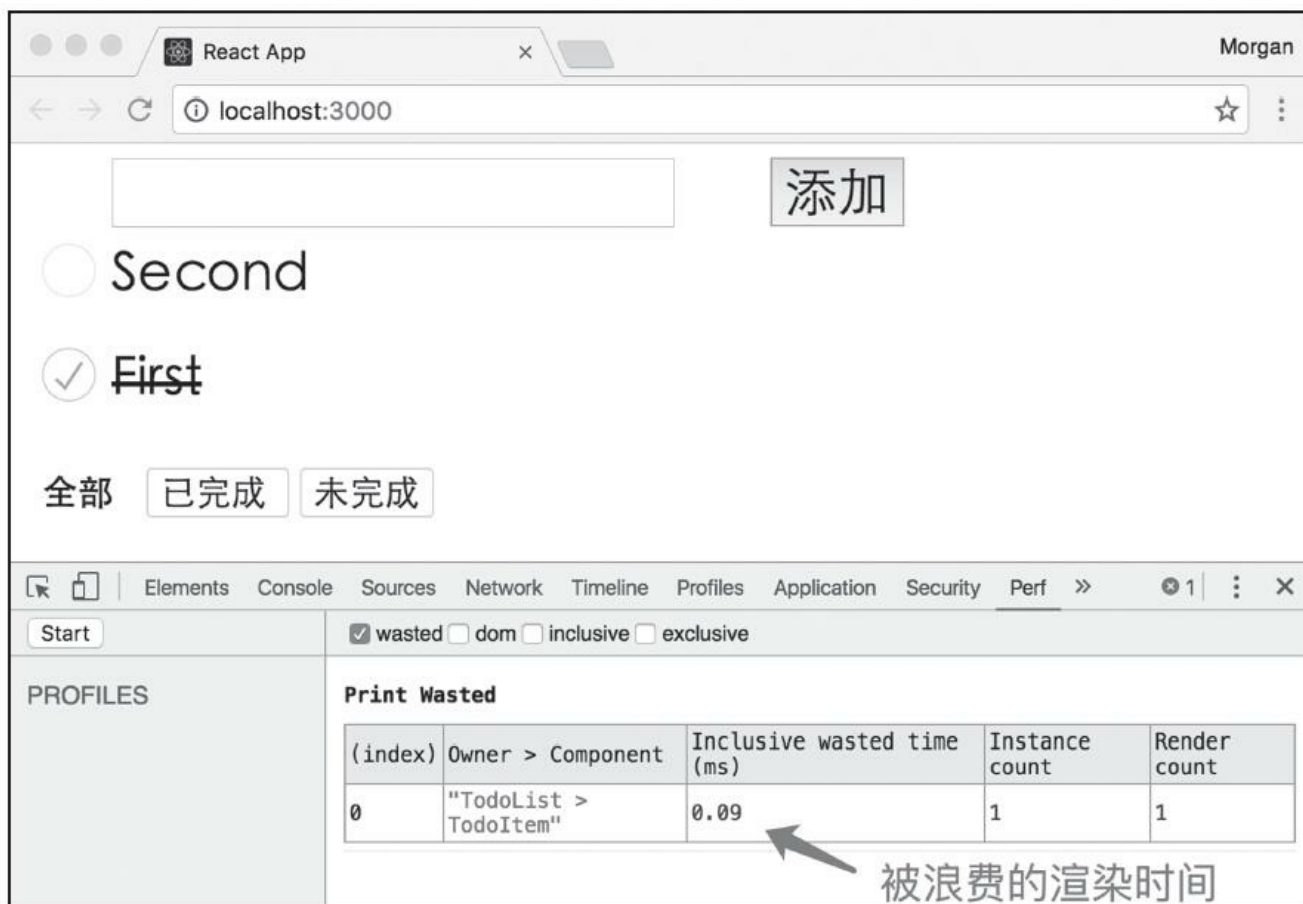 React App
Morgan
localhost:3000
添加
Second
First
全部 已完成 未完成
Elements Console Sources Network Timeline Profiles Application Security Perf » 1
Start
wasted dom inclusive exclusive
PROFILES
Print Wasted
(index) Owner > Component Inclusive wasted time (ms) Instance count Render count
0 "TodoList > TodoItem" 0.09 1 1
被浪费的渲染时间